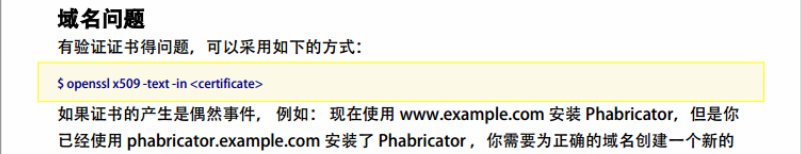 域名问题
有验证证书得问题，可以采用如下的方式：
$ openssl x509 -text -in <certificate>
如果证书的产生是偶然事件， 例如： 现在使用 www.example.com 安装 Phabricator，但是你
已经使用 phabricator.example.com 安装了 Phabricator ，你需要为正确的域名创建一个新的